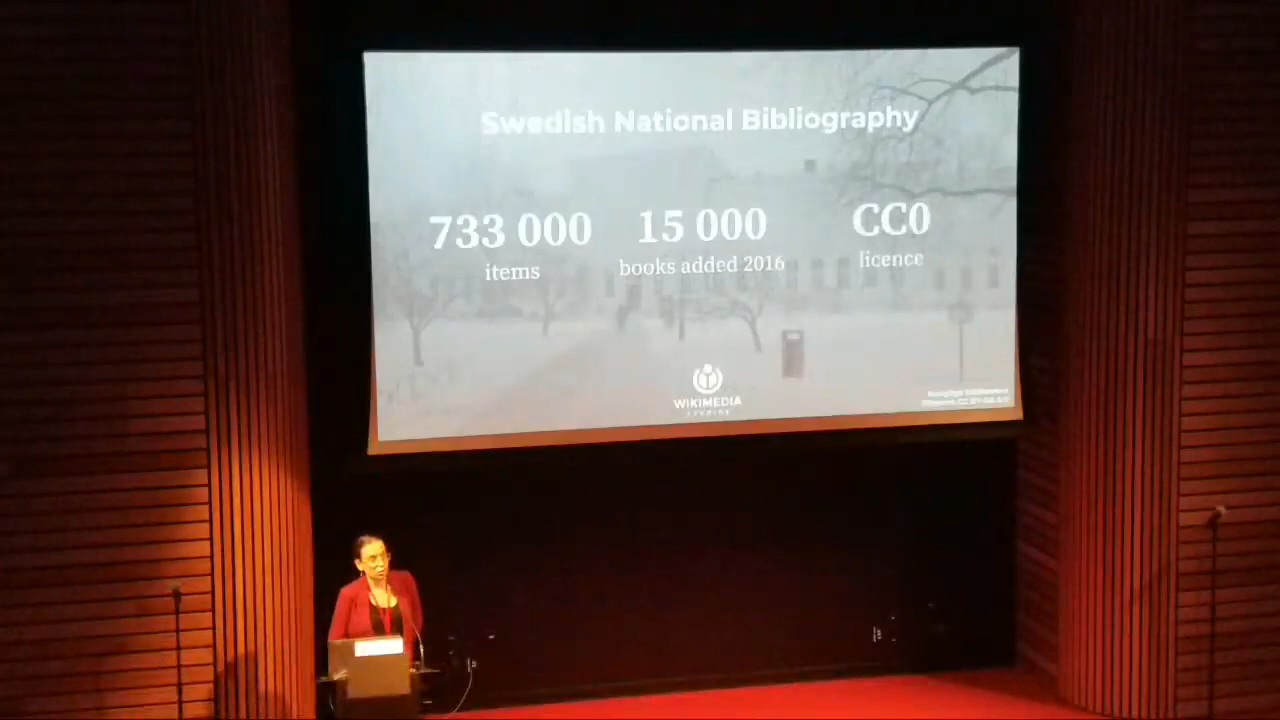 Swedish National Bibliography
733 000 15 000 CC0
items books added 2016 licence
WIKIMEDIA